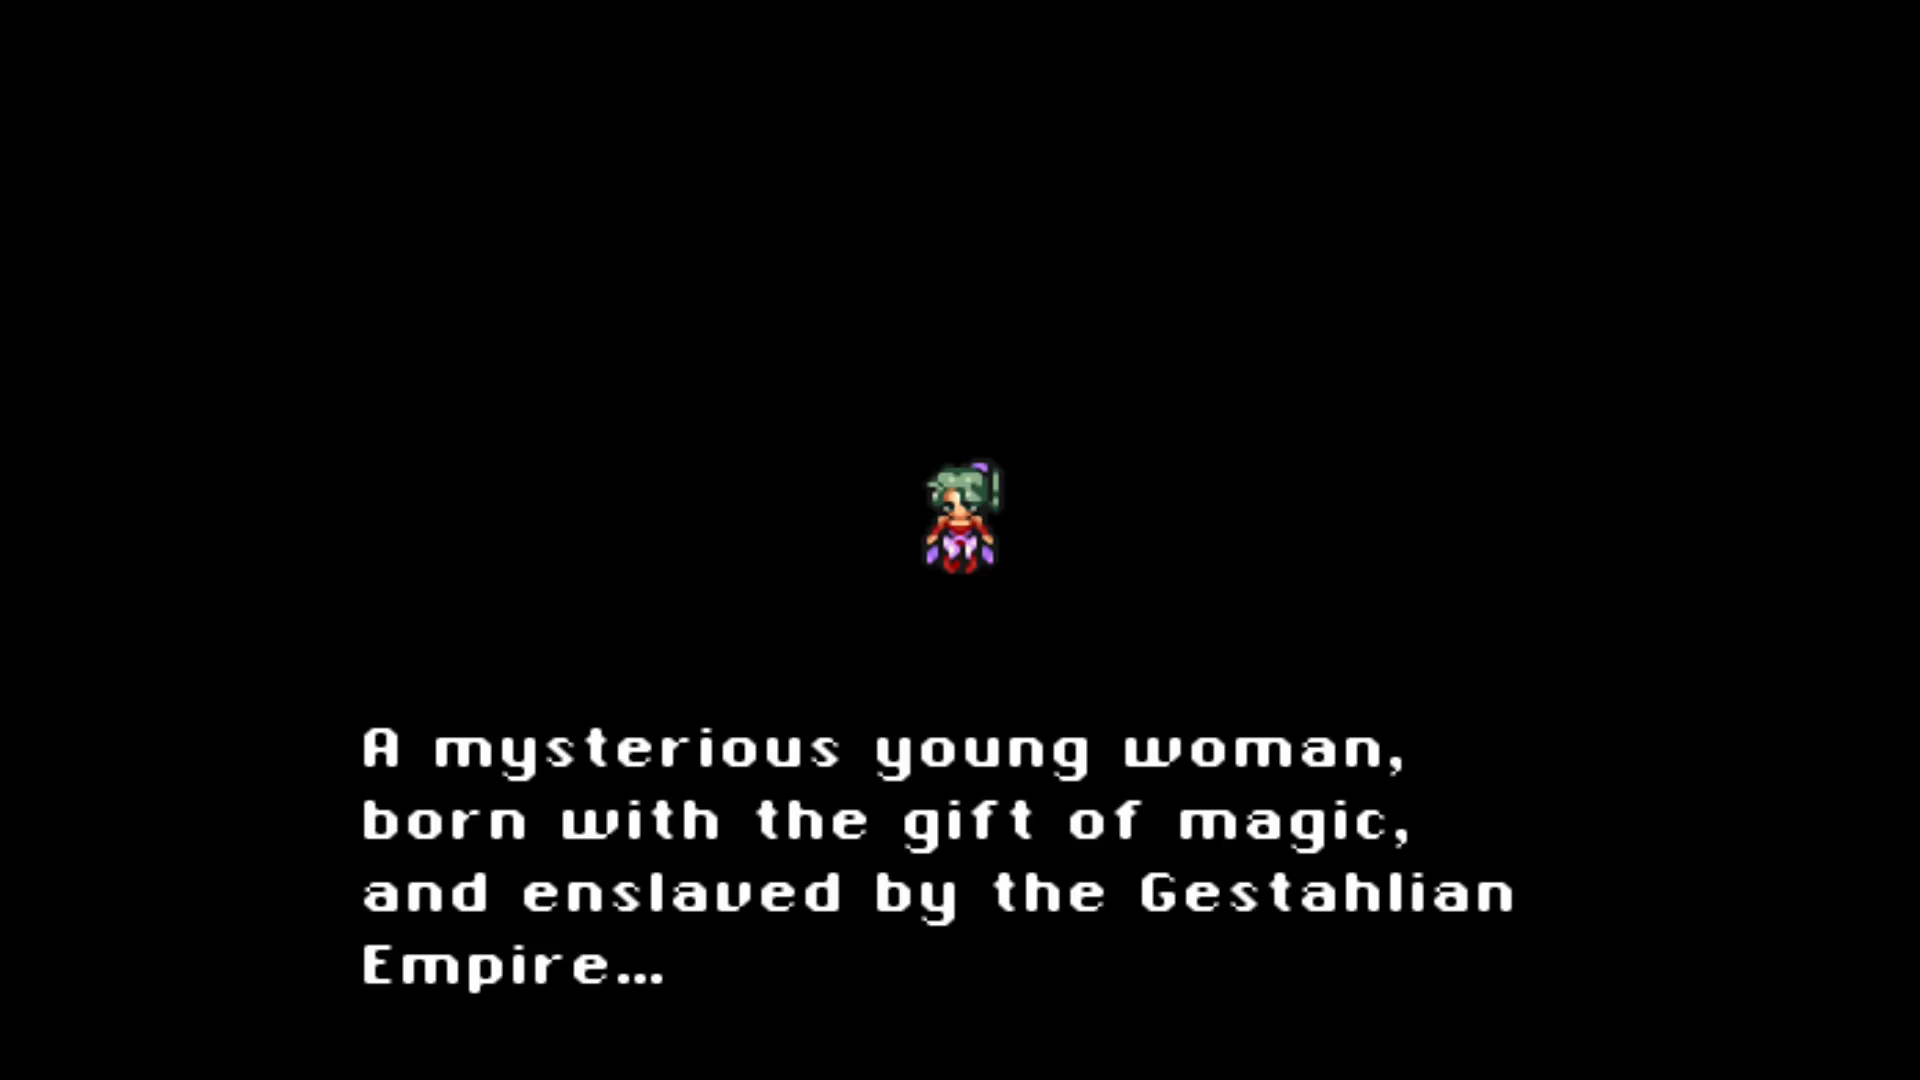 A mysterious young woman,
born with the gift of magic,
and enslaved by the Gestahlian
Empire…